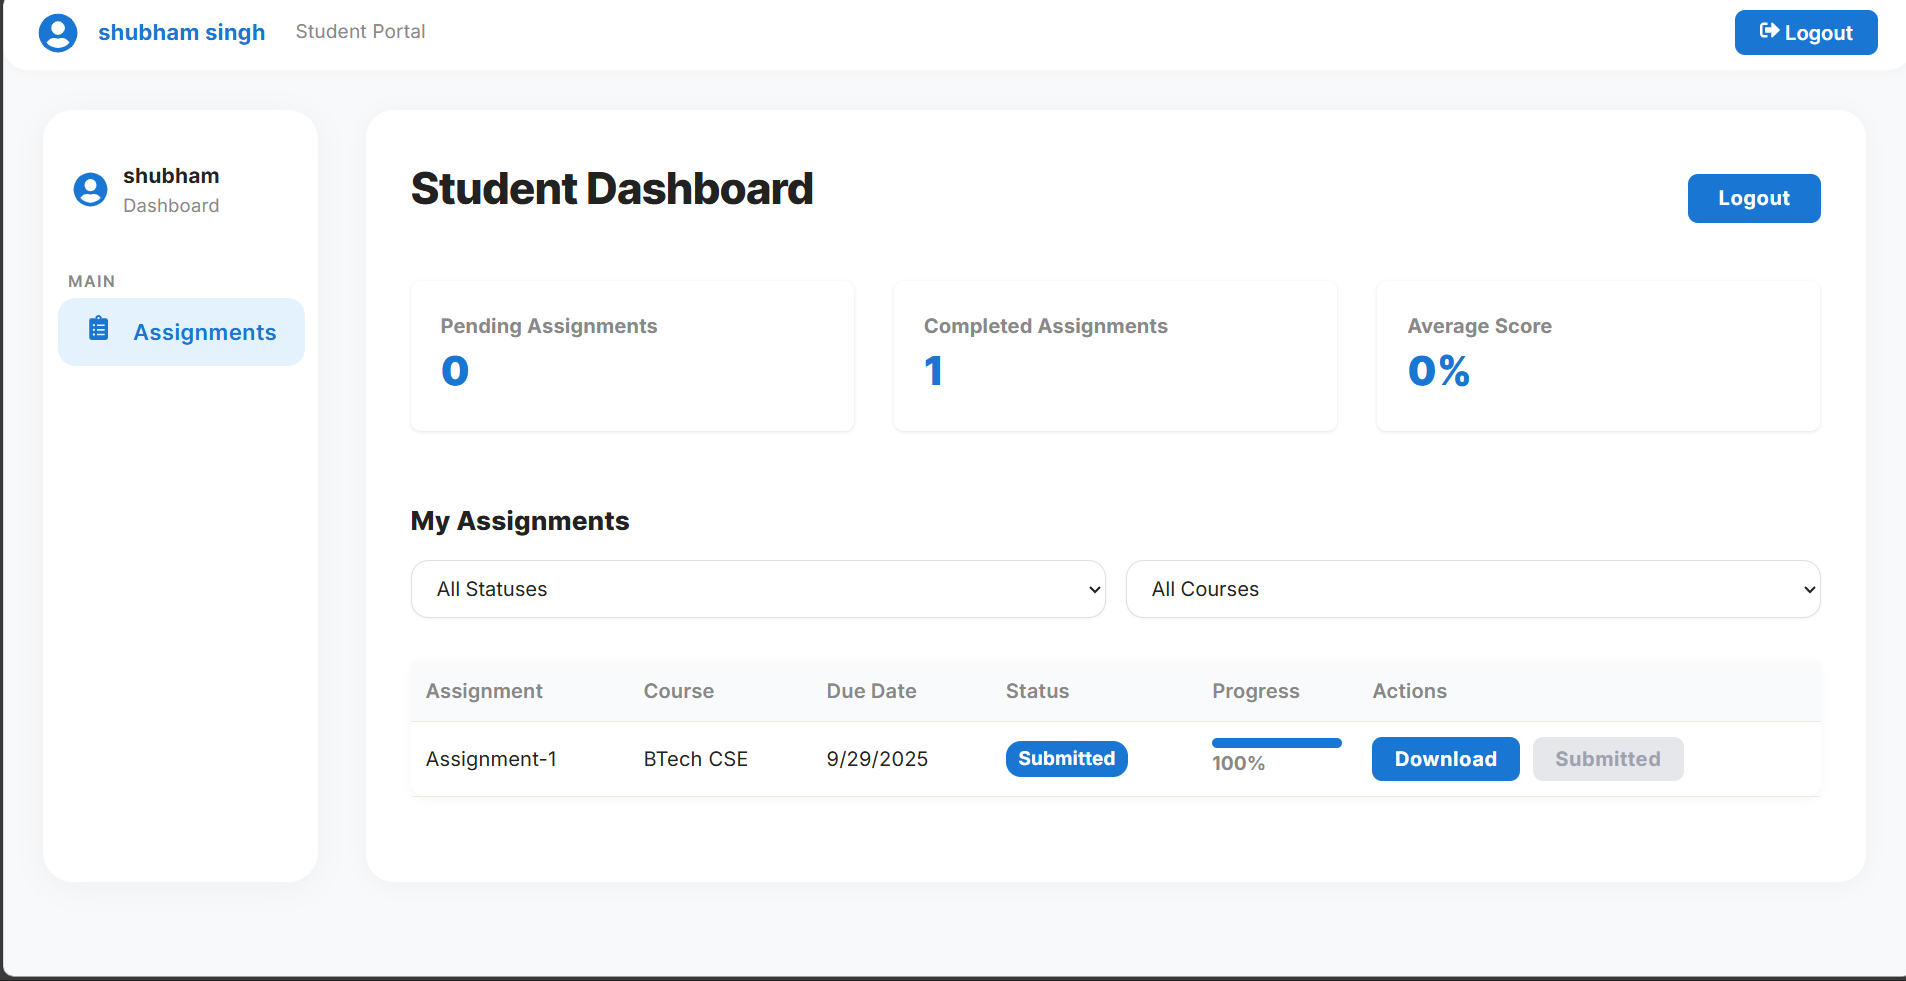 shubham singh Student Portal Logout
shubham
Dashboard
MAIN
Assignments
Student Dashboard
Logout
Pending Assignments
0
Completed Assignments
1
Average Score
0%
My Assignments
All Statuses
All Courses
Assignment Course Due Date Status Progress Actions
Assignment-1 BTech CSE 9/29/2025 Submitted 100% Download Submitted